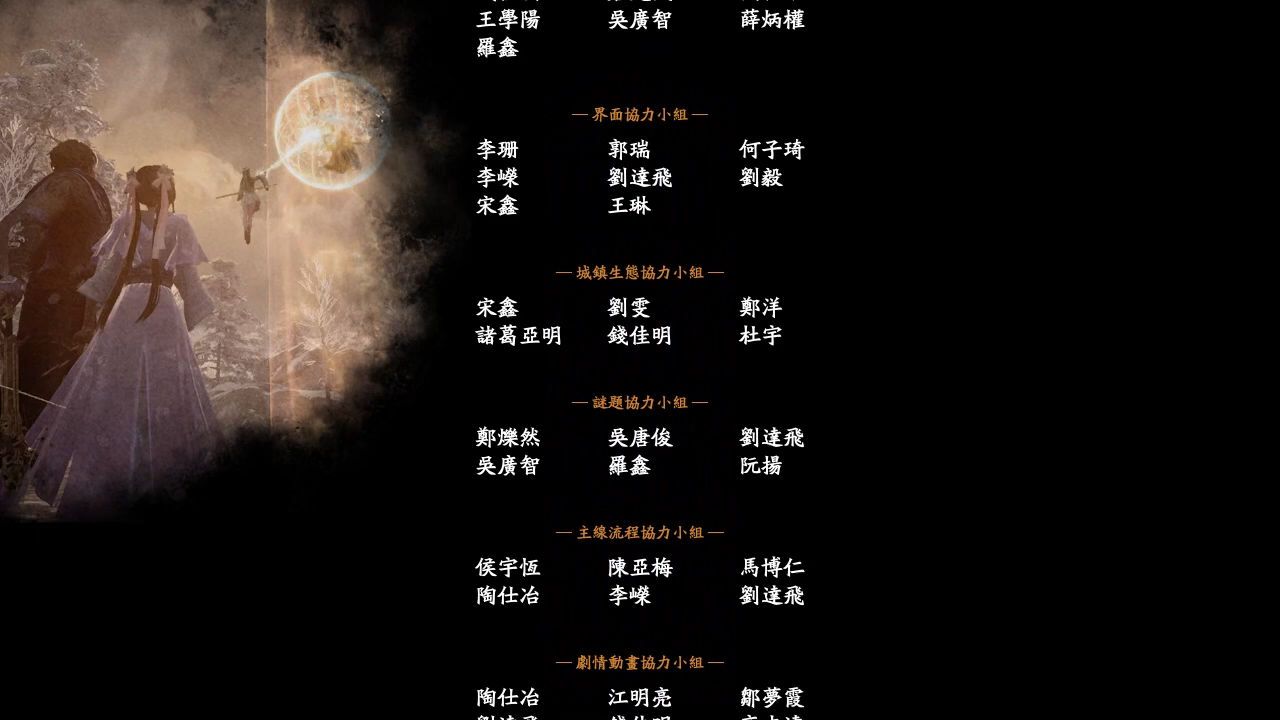 王學陽 吳廣智 薛炳權
羅鑫
— 界面協力小組 —
李珊 郭瑞 何子琦
李嶸 劉達飛 劉毅
宋鑫 王琳
— 城鎮生態協力小組 —
宋鑫 劉雯 鄭洋
諸葛亞明 錢佳明 杜宇
— 謎題協力小組 —
鄭爍然 吳唐俊 劉達飛
吳廣智 羅鑫 阮揚
— 主線流程協力小組 —
侯宇恆 陳亞梅 馬博仁
陶仕冶 李嶸 劉達飛
— 劇情動畫協力小組 —
陶仕冶 江明亮 鄒夢霞